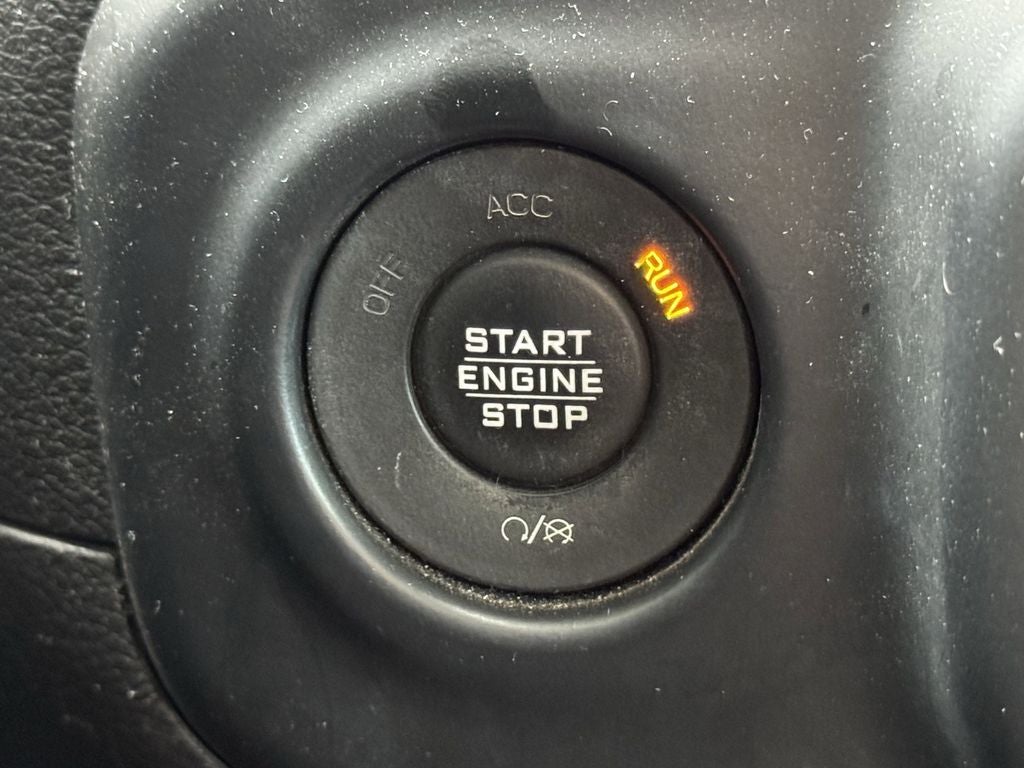 ACC
OFF
RUN
START
ENGINE
STOP